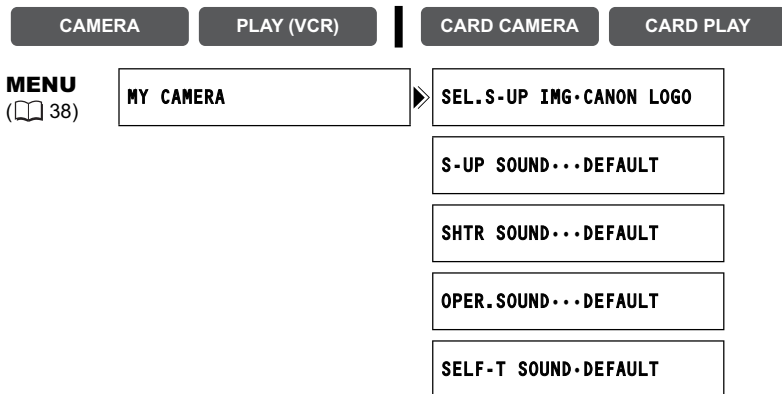 CAMERA PLAY (VCR) CARD CAMERA CARD PLAY
MENU
(38)
MY CAMERA
SEL.S-UP IMG·CANON LOGO
S-UP SOUND···DEFAULT
SHTR SOUND···DEFAULT
OPER.SOUND···DEFAULT
SELF-T SOUND·DEFAULT